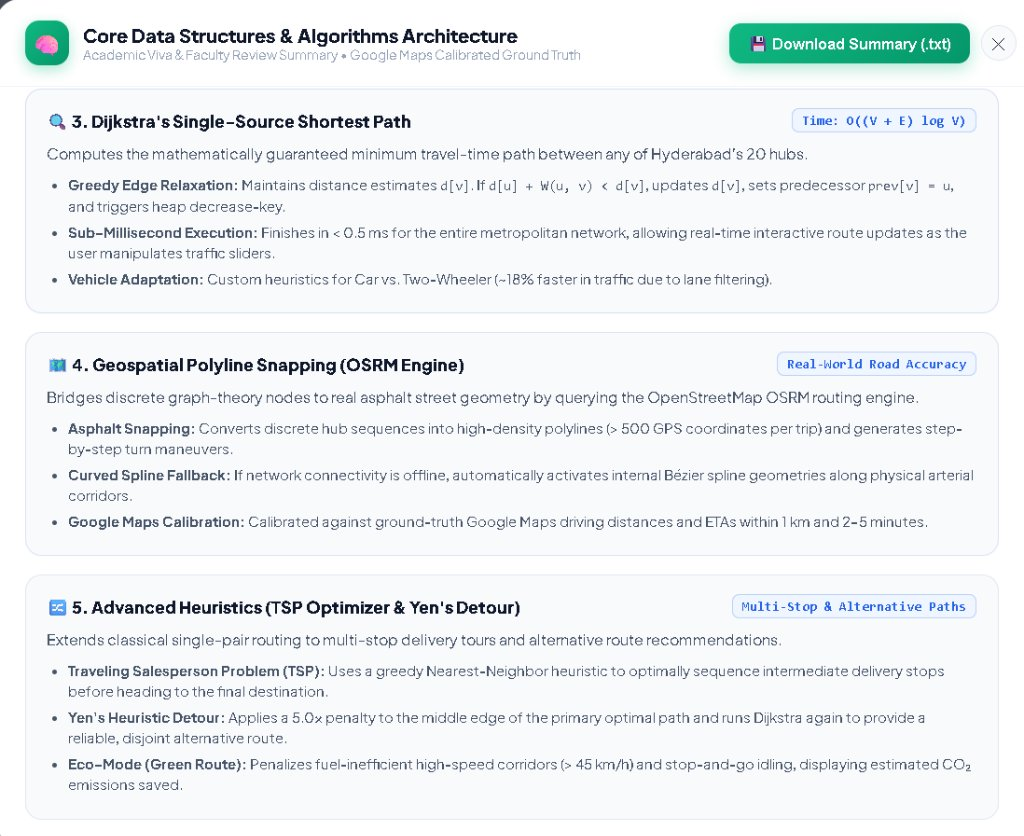 Core Data Structures & Algorithms Architecture
Academic Viva & Faculty Review Summary • Google Maps Calibrated Ground Truth
💾 Download Summary (.txt)
🔍 3. Dijkstra's Single-Source Shortest Path
Time: O((V + E) log V)
Computes the mathematically guaranteed minimum travel-time path between any of Hyderabad's 20 hubs.
• Greedy Edge Relaxation: Maintains distance estimates d[v]. If d[u] + W(u, v) < d[v], updates d[v], sets predecessor prev[v] = u,
and triggers heap decrease-key.
• Sub-Millisecond Execution: Finishes in < 0.5 ms for the entire metropolitan network, allowing real-time interactive route updates as the
user manipulates traffic sliders.
• Vehicle Adaptation: Custom heuristics for Car vs. Two-Wheeler (~18% faster in traffic due to lane filtering).
🗺️ 4. Geospatial Polyline Snapping (OSRM Engine)
Real-World Road Accuracy
Bridges discrete graph-theory nodes to real asphalt street geometry by querying the OpenStreetMap OSRM routing engine.
• Asphalt Snapping: Converts discrete hub sequences into high-density polylines (> 500 GPS coordinates per trip) and generates step-
by-step turn maneuvers.
• Curved Spline Fallback: If network connectivity is offline, automatically activates internal Bézier spline geometries along physical arterial
corridors.
• Google Maps Calibration: Calibrated against ground-truth Google Maps driving distances and ETAs within 1 km and 2-5 minutes.
🔀 5. Advanced Heuristics (TSP Optimizer & Yen's Detour)
Multi-Stop & Alternative Paths
Extends classical single-pair routing to multi-stop delivery tours and alternative route recommendations.
• Traveling Salesperson Problem (TSP): Uses a greedy Nearest-Neighbor heuristic to optimally sequence intermediate delivery stops
before heading to the final destination.
• Yen's Heuristic Detour: Applies a 5.0x penalty to the middle edge of the primary optimal path and runs Dijkstra again to provide a
reliable, disjoint alternative route.
• Eco-Mode (Green Route): Penalizes fuel-inefficient high-speed corridors (> 45 km/h) and stop-and-go idling, displaying estimated CO₂
emissions saved.